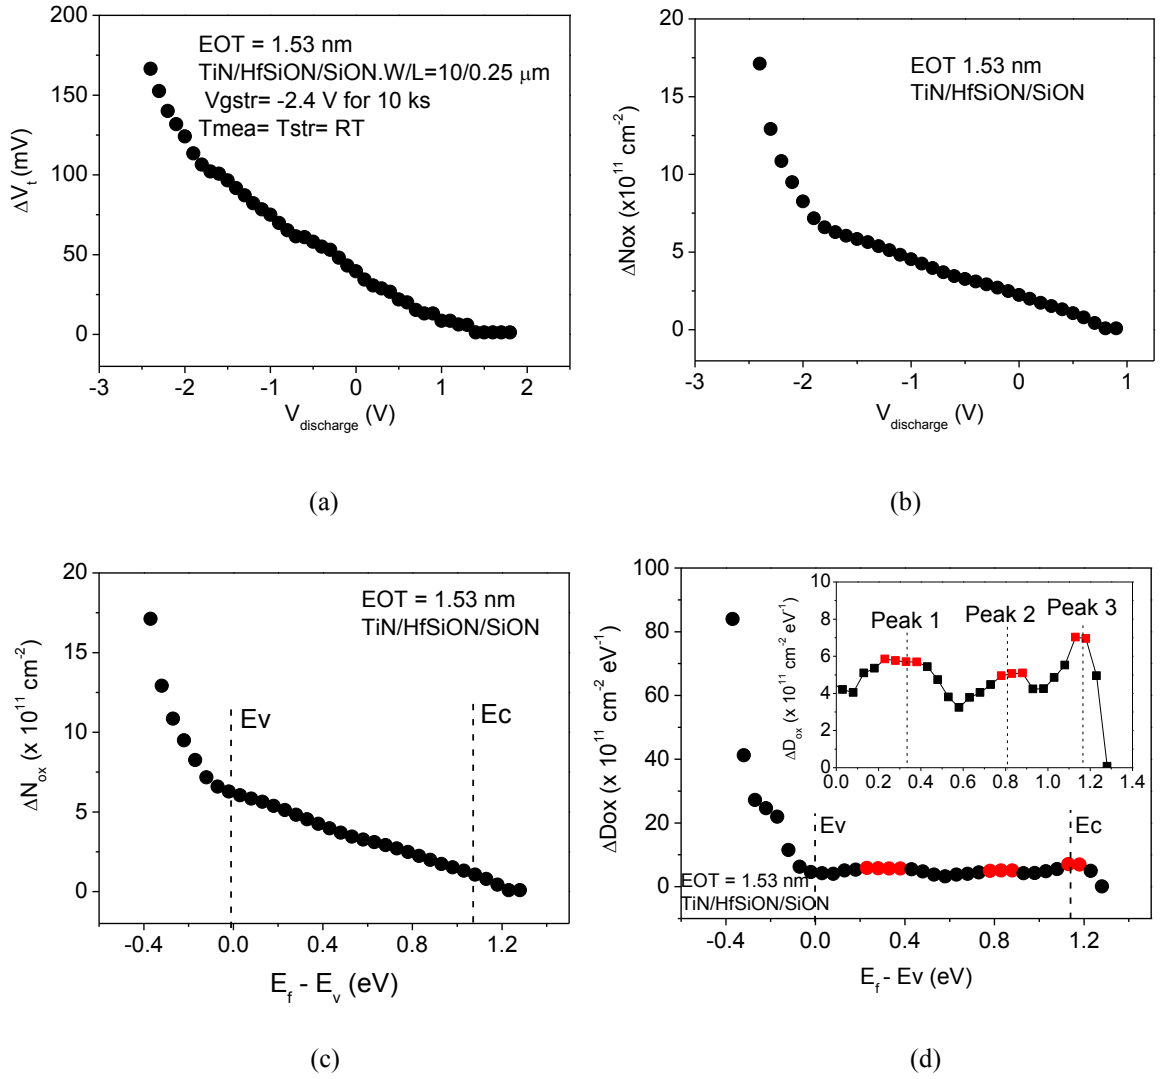 EOT = 1.53 nm
TiN/HfSiON/SiON.W/L=10/0.25 μm
Vgstr= -2.4 V for 10 ks
Tmea= Tstr= RT
ΔVt (mV)
200
150
100
50
0
-3 -2 -1 0 1 2
Vdischarge (V)
(a)
EOT 1.53 nm
TiN/HfSiON/SiON
ΔNox (x10^11 cm^-2)
20
15
10
5
0
-3 -2 -1 0 1
Vdischarge (V)
(b)
EOT = 1.53 nm
TiN/HfSiON/SiON
ΔNox (x 10^11 cm^-2)
20
15
10
5
0
Ev
Ec
-0.4 0.0 0.4 0.8 1.2
Ef - Ev (eV)
(c)
ΔDox (x 10^11 cm^-2 eV^-1)
100
80
60
40
20
0
ΔDox (x 10^11 cm^-2 eV^-1)
10
8
6
4
2
0
Peak 1
Peak 2
Peak 3
0.0 0.2 0.4 0.6 0.8 1.0 1.2 1.4
Ev
Ec
EOT = 1.53 nm
TiN/HfSiON/SiON
-0.4 0.0 0.4 0.8 1.2
Ef - Ev (eV)
(d)